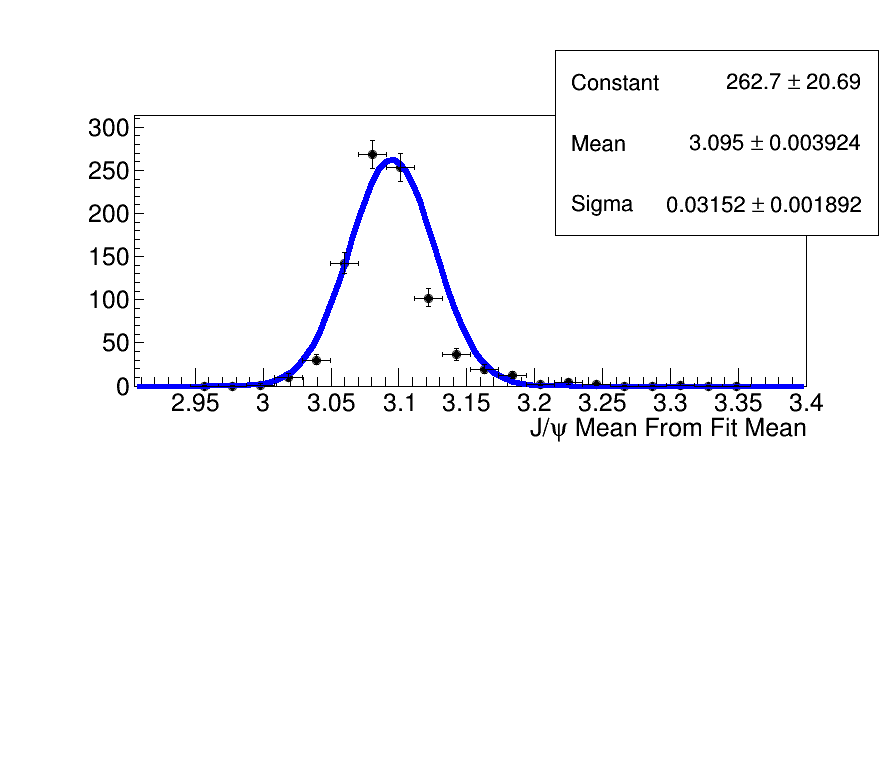 Constant 262.7 ± 20.69
Mean 3.095 ± 0.003924
Sigma 0.03152 ± 0.001892
300
250
200
150
100
50
0
2.95 3 3.05 3.1 3.15 3.2 3.25 3.3 3.35 3.4
J/ψ Mean From Fit Mean